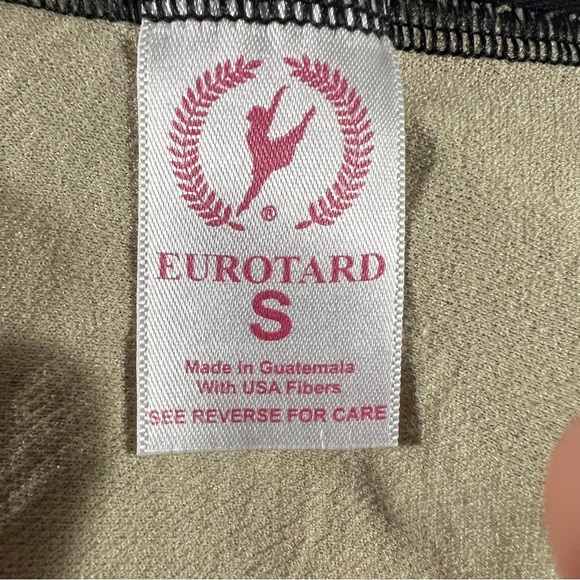 ®
EUROTARD
S
Made in Guatemala
With USA Fibers
SEE REVERSE FOR CARE